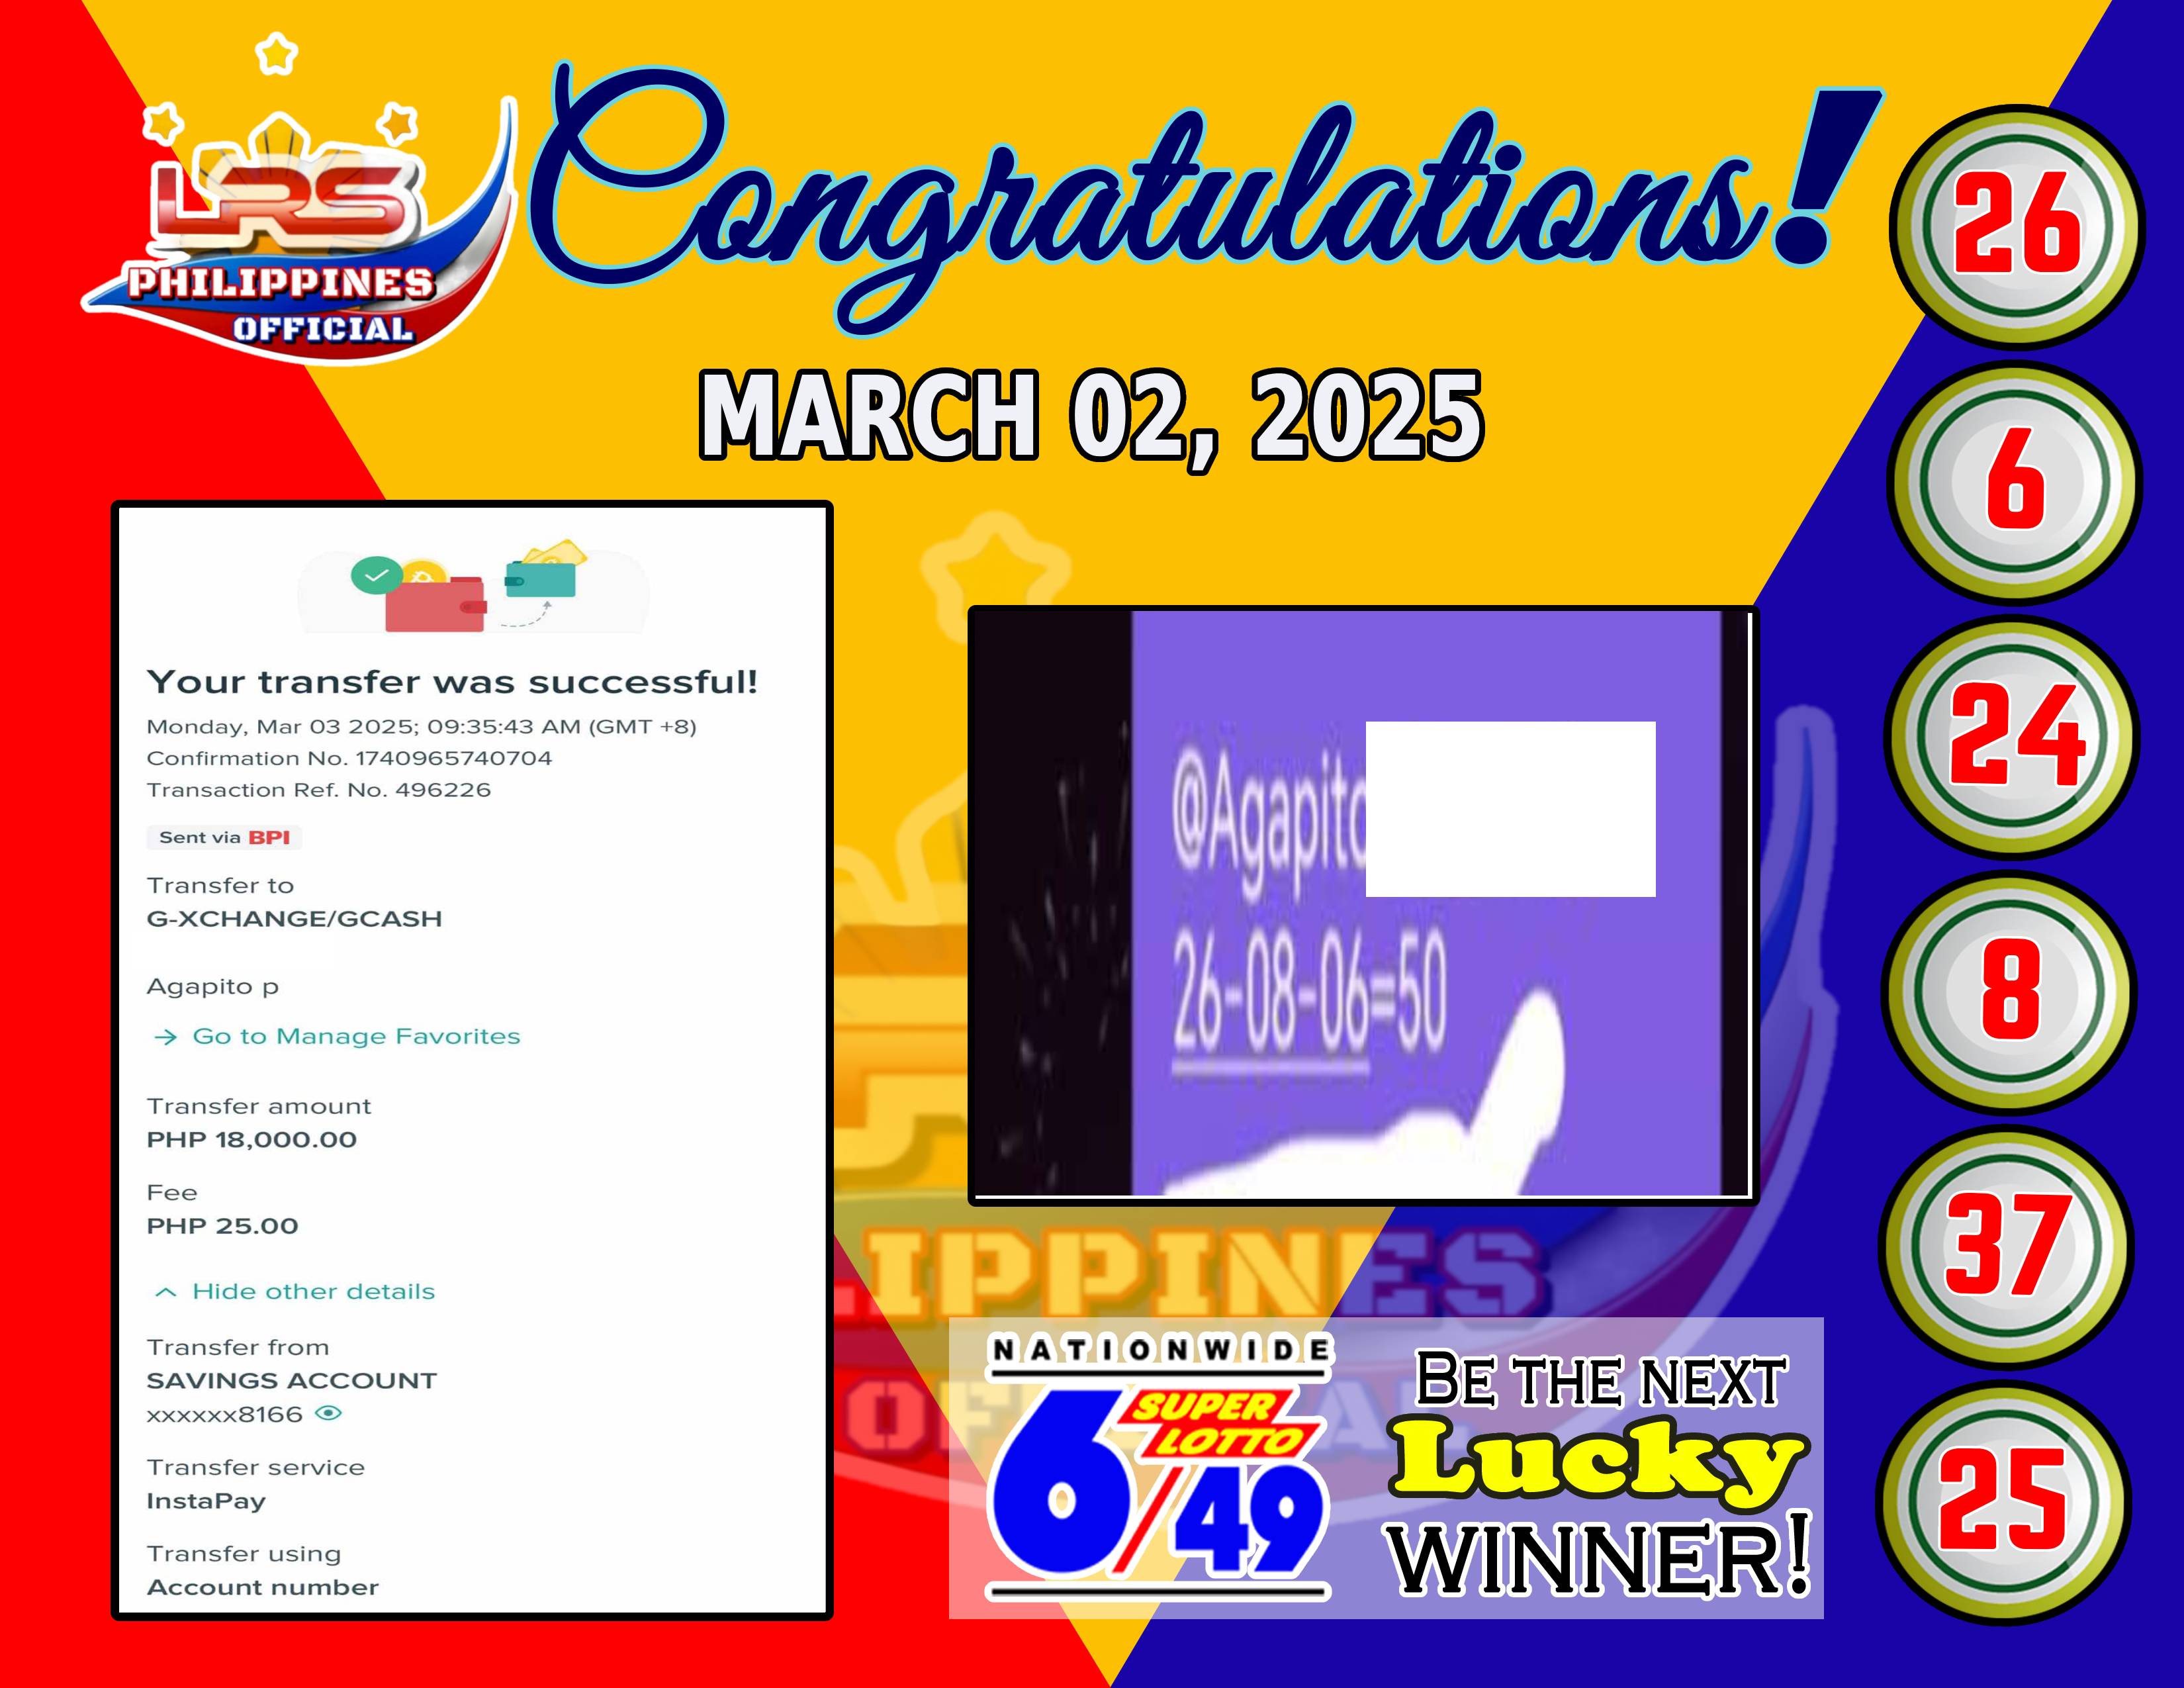 LRS
PHILIPPINES
OFFICIAL
Congratulations!
MARCH 02, 2025
Your transfer was successful!
Monday, Mar 03 2025; 09:35:43 AM (GMT +8)
Confirmation No. 1740965740704
Transaction Ref. No. 496226
Sent via BPI
Transfer to
G-XCHANGE/GCASH
Agapito p
→ Go to Manage Favorites
Transfer amount
PHP 18,000.00
Fee
PHP 25.00
Hide other details
Transfer from
SAVINGS ACCOUNT
xxxxxx8166
Transfer service
InstaPay
Transfer using
Account number
@Agapito
26-08-06=50
IPPINES
NATIONWIDE
SUPER
LOTTO
6/49
BE THE NEXT
Lucky
WINNER!
26
6
24
8
37
25